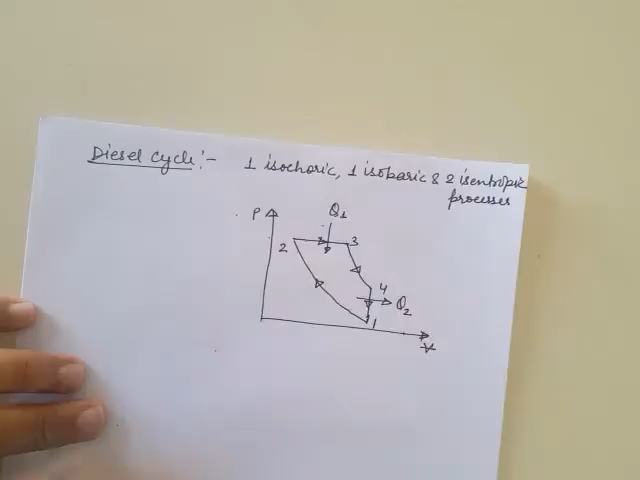 Diesel Cycle:- 1 isochoric, 1 isobaric & 2 isentropic
processes
P
Q1
2 3
4
Q2
1
V